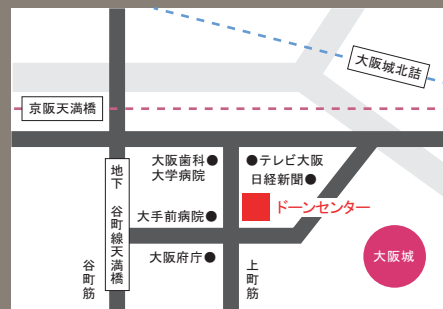 大阪城北詰
京阪天満橋
大阪歯科
大学病院
テレビ大阪
日経新聞
地下 谷町線天満橋
ドーンセンター
大手前病院
大阪府庁
大阪城
谷町筋
上町筋